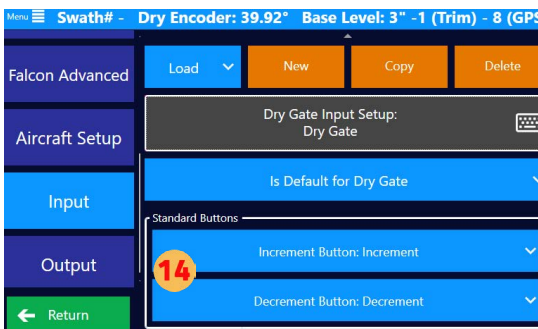 Menu Swath# - Dry Encoder: 39.92° Base Level: 3" -1 (Trim) - 8 (GPS
Falcon Advanced
Aircraft Setup
Input
Output
Return
Load
New
Copy
Delete
Dry Gate Input Setup:
Dry Gate
Is Default for Dry Gate
Standard Buttons
14
Increment Button: Increment
Decrement Button: Decrement